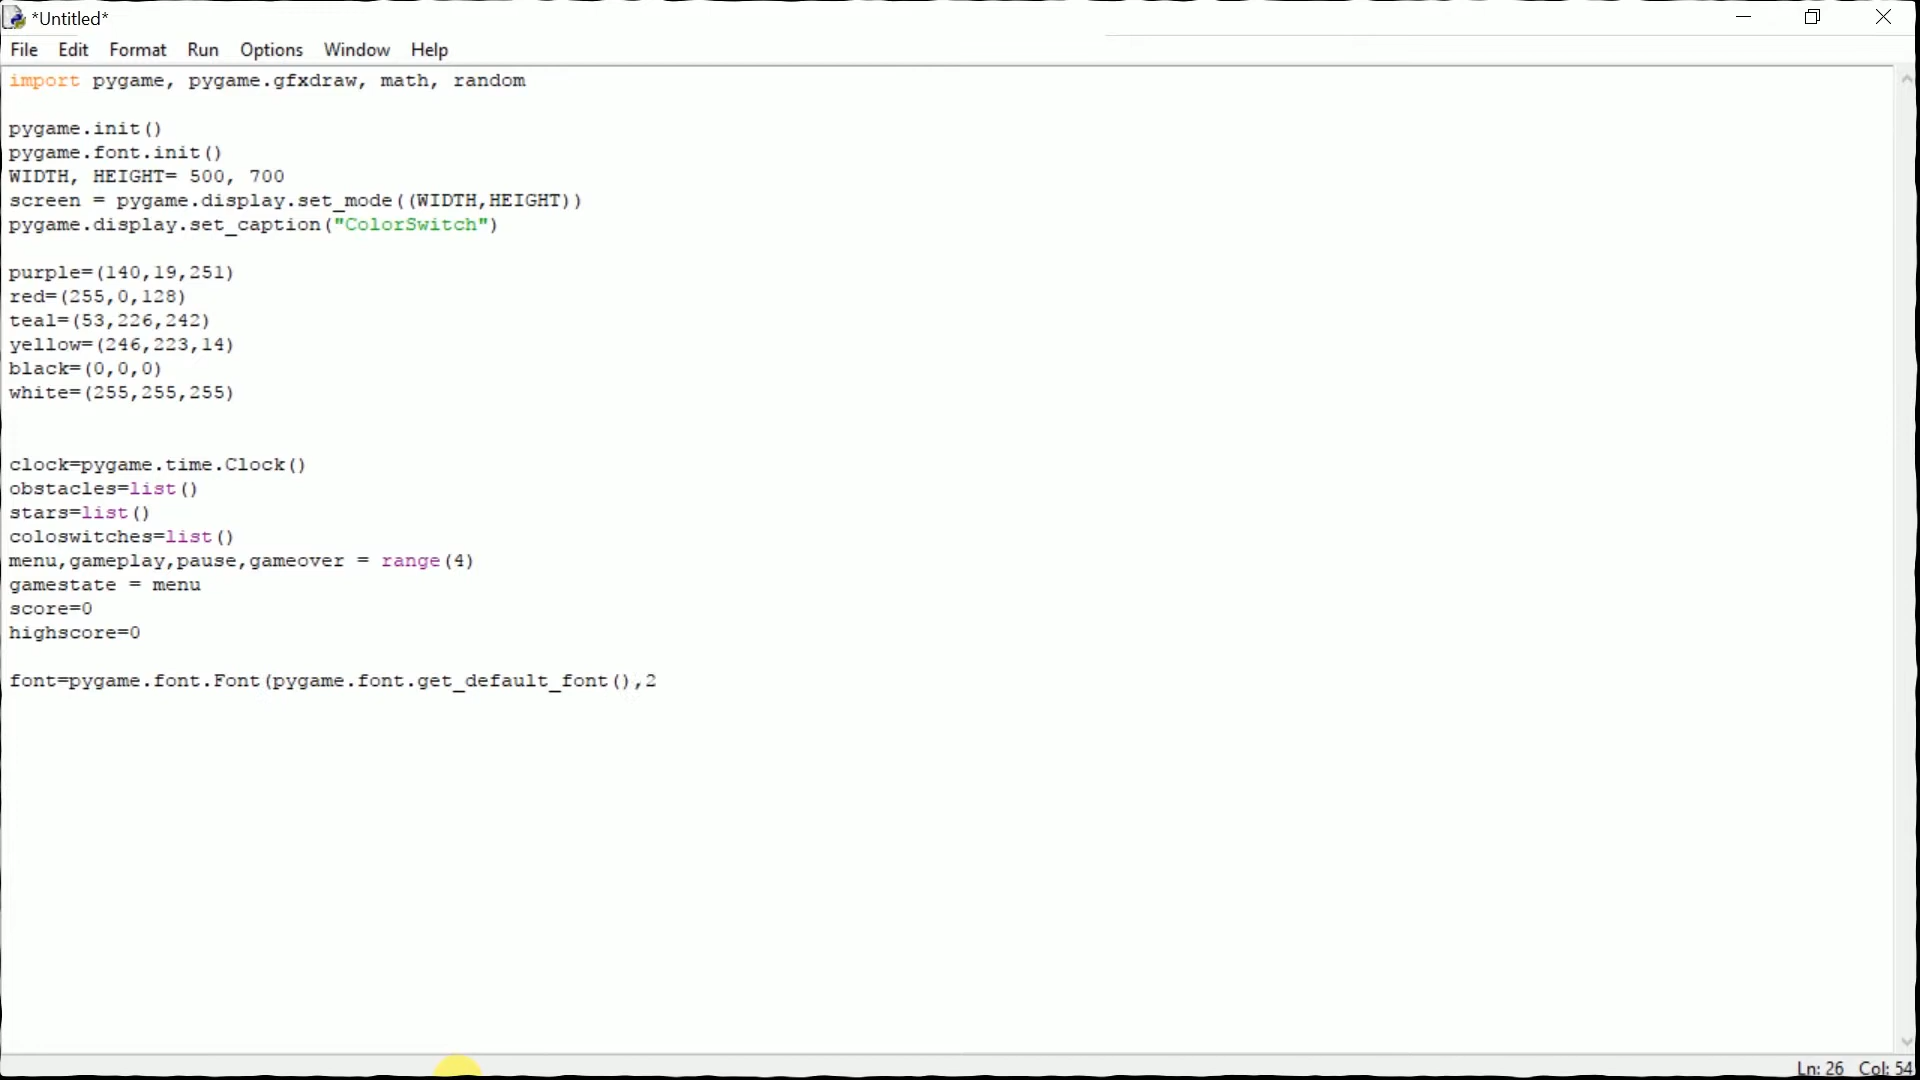 *Untitled*
File Edit Format Run Options Window Help
import pygame, pygame.gfxdraw, math, random
pygame.init()
pygame.font.init()
WIDTH, HEIGHT= 500, 700
screen = pygame.display.set_mode((WIDTH,HEIGHT))
pygame.display.set_caption("ColorSwitch")
purple=(140,19,251)
red=(255,0,128)
teal=(53,226,242)
yellow=(246,223,14)
black=(0,0,0)
white=(255,255,255)
clock=pygame.time.Clock()
obstacles=list()
stars=list()
coloswitches=list()
menu,gameplay,pause,gameover = range(4)
gamestate = menu
score=0
highscore=0
font=pygame.font.Font(pygame.font.get_default_font(),2
Ln: 26 Col: 54